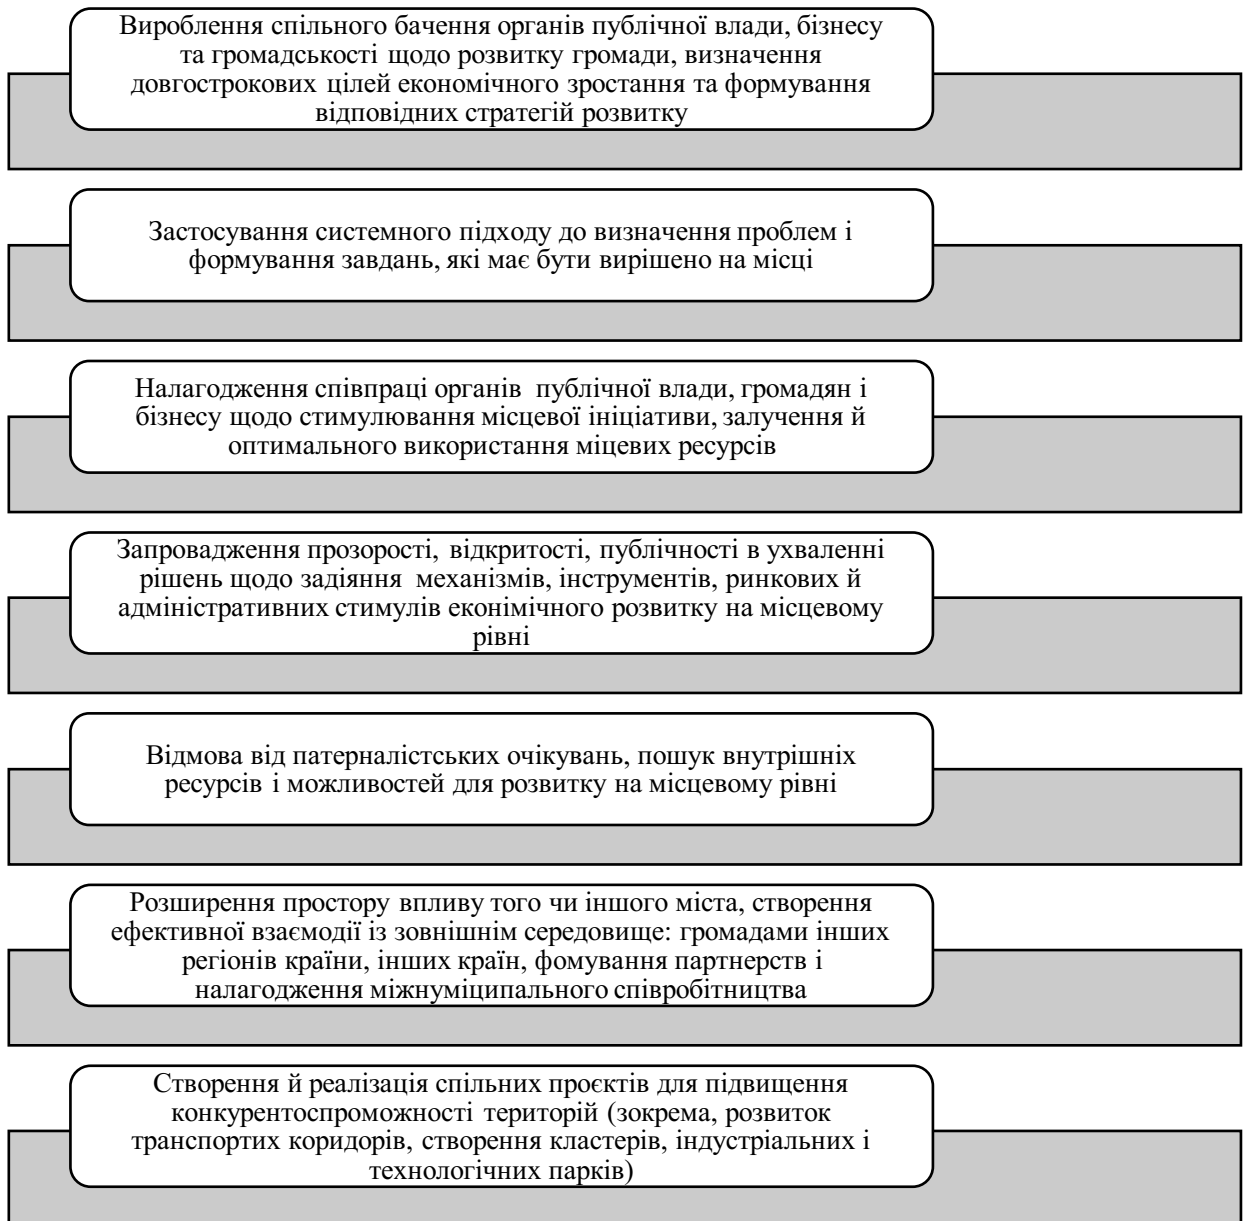 Вироблення спільного бачення органів публічної влади, бізнесу
та громадськості щодо розвитку громади, визначення
довгострокових цілей економічного зростання та формування
відповідних стратегій розвитку
Застосування системного підходу до визначення проблем і
формування завдань, які має бути вирішено на місці
Налагодження співпраці органів публічної влади, громадян і
бізнесу щодо стимулювання місцевої ініціативи, залучення й
оптимального використання міцевих ресурсів
Запровадження прозорості, відкритості, публічності в ухваленні
рішень щодо задіяння механізмів, інструментів, ринкових й
адміністративних стимулів еконімічного розвитку на місцевому
рівні
Відмова від патерналістських очікувань, пошук внутрішніх
ресурсів і можливостей для розвитку на місцевому рівні
Розширення простору впливу того чи іншого міста, створення
ефективної взаємодії із зовнішнім середовище: громадами інших
регіонів країни, інших країн, фомування партнерств і
налагодження міжнуміципального співробітництва
Створення й реалізація спільних проєктів для підвищення
конкурентоспроможності територій (зокрема, розвиток
транспортих коридорів, створення кластерів, індустріальних і
технологічних парків)